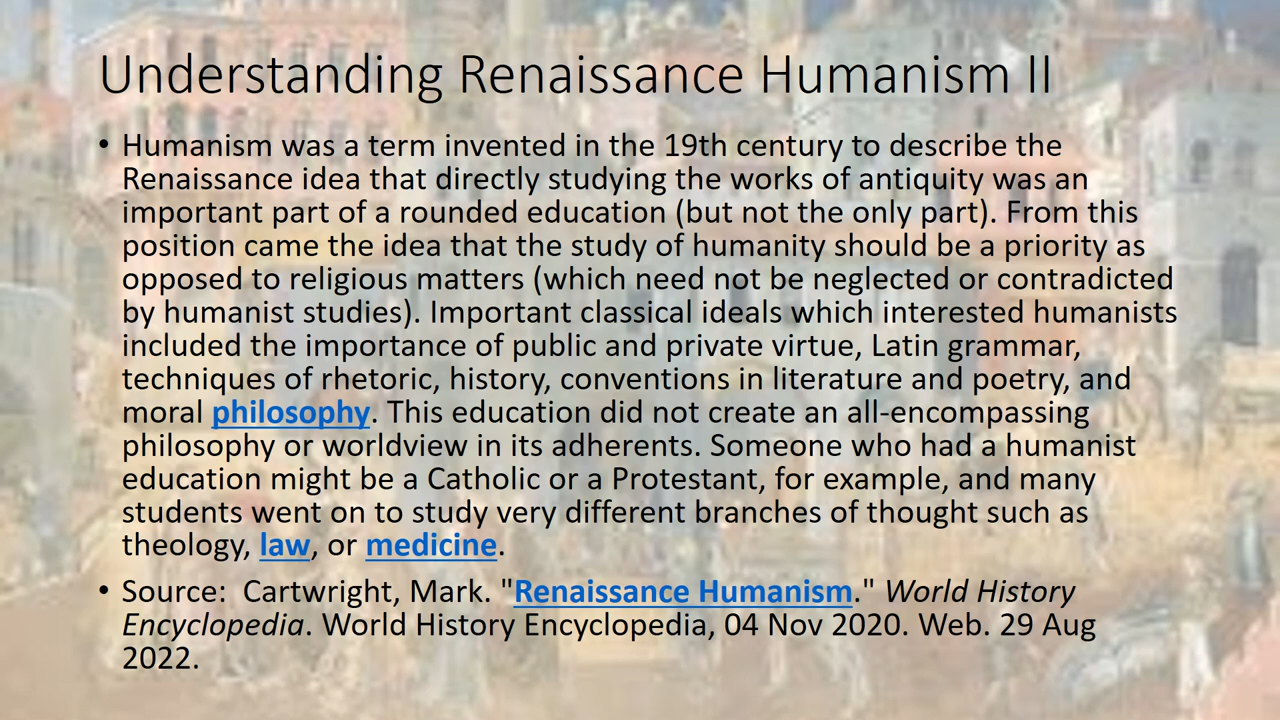 Understanding Renaissance Humanism II
• Humanism was a term invented in the 19th century to describe the
Renaissance idea that directly studying the works of antiquity was an
important part of a rounded education (but not the only part). From this
position came the idea that the study of humanity should be a priority as
opposed to religious matters (which need not be neglected or contradicted
by humanist studies). Important classical ideals which interested humanists
included the importance of public and private virtue, Latin grammar,
techniques of rhetoric, history, conventions in literature and poetry, and
moral philosophy. This education did not create an all-encompassing
philosophy or worldview in its adherents. Someone who had a humanist
education might be a Catholic or a Protestant, for example, and many
students went on to study very different branches of thought such as
theology, law, or medicine.
• Source:  Cartwright, Mark. "Renaissance Humanism." World History
Encyclopedia. World History Encyclopedia, 04 Nov 2020. Web. 29 Aug
2022.